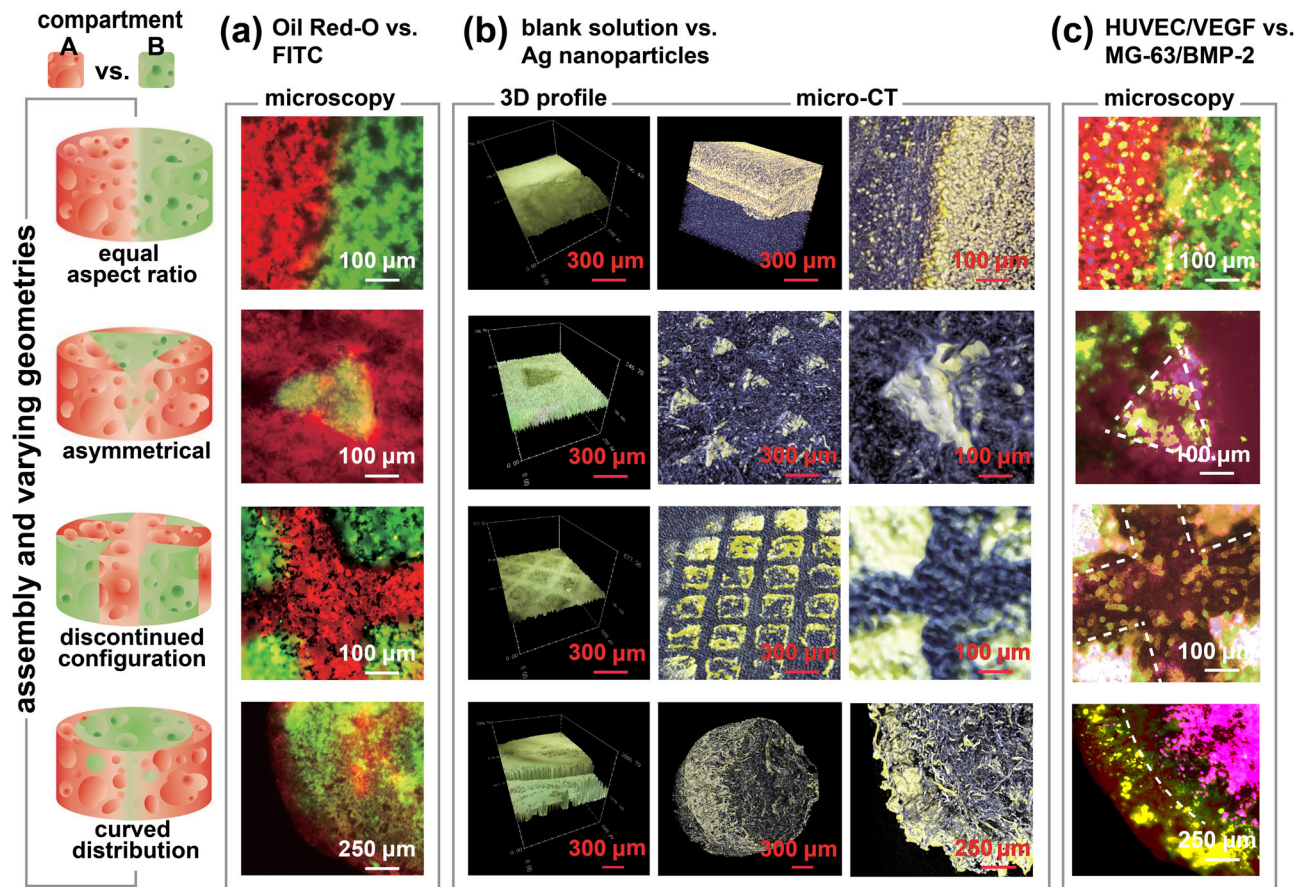 compartment
A B
vs.
(a) Oil Red-O vs.
FITC
(b) blank solution vs.
Ag nanoparticles
(c) HUVEC/VEGF vs.
MG-63/BMP-2
microscopy
3D profile
micro-CT
microscopy
assembly and varying geometries
equal
aspect ratio
100 µm
300 µm
300 µm
100 µm
100 µm
asymmetrical
100 µm
300 µm
300 µm
100 µm
100 µm
discontinued
configuration
100 µm
300 µm
300 µm
100 µm
100 µm
curved
distribution
250 µm
300 µm
300 µm
250 µm
250 µm